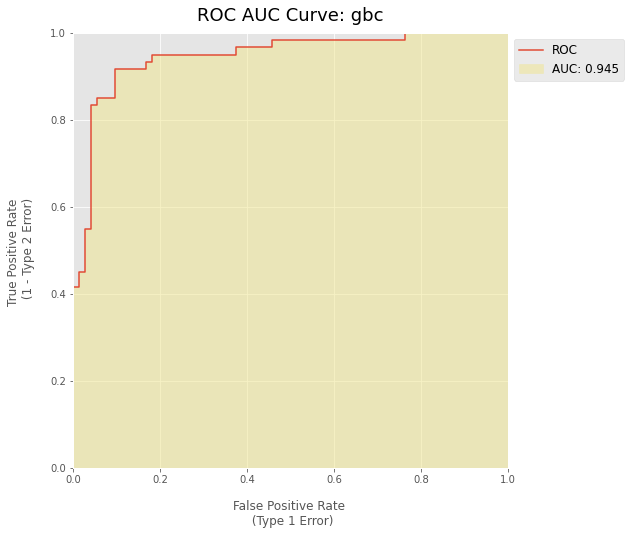 ROC AUC Curve: gbc
ROC
AUC: 0.945
1.0
0.8
0.6
0.4
0.2
0.0
True Positive Rate
(1 - Type 2 Error)
0.0 0.2 0.4 0.6 0.8 1.0
False Positive Rate
(Type 1 Error)